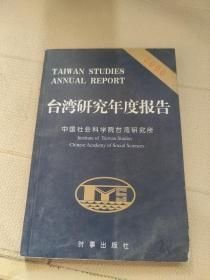 TAIWAN STUDIES
ANNUAL REPORT
2000
台湾研究年度报告
中国社会科学院台湾研究所
Institute of Taiwan Studies
Chinese Academy of Social Sciences
时事出版社